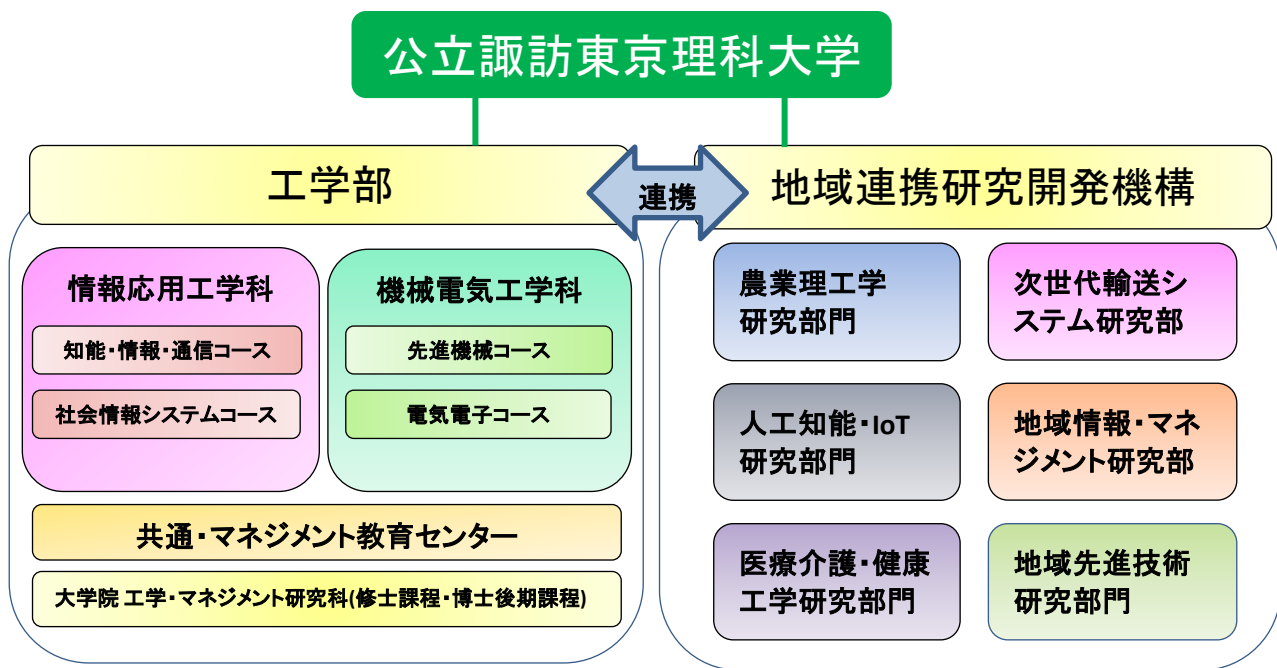 公立諏訪東京理科大学
工学部
連携
地域連携研究開発機構
情報応用工学科
知能・情報・通信コース
社会情報システムコース
機械電気工学科
先進機械コース
電気電子コース
共通・マネジメント教育センター
大学院 工学・マネジメント研究科(修士課程・博士後期課程)
農業理工学
研究部門
次世代輸送シ
ステム研究部
人工知能・IoT
研究部門
地域情報・マネ
ジメント研究部
医療介護・健康
工学研究部門
地域先進技術
研究部門